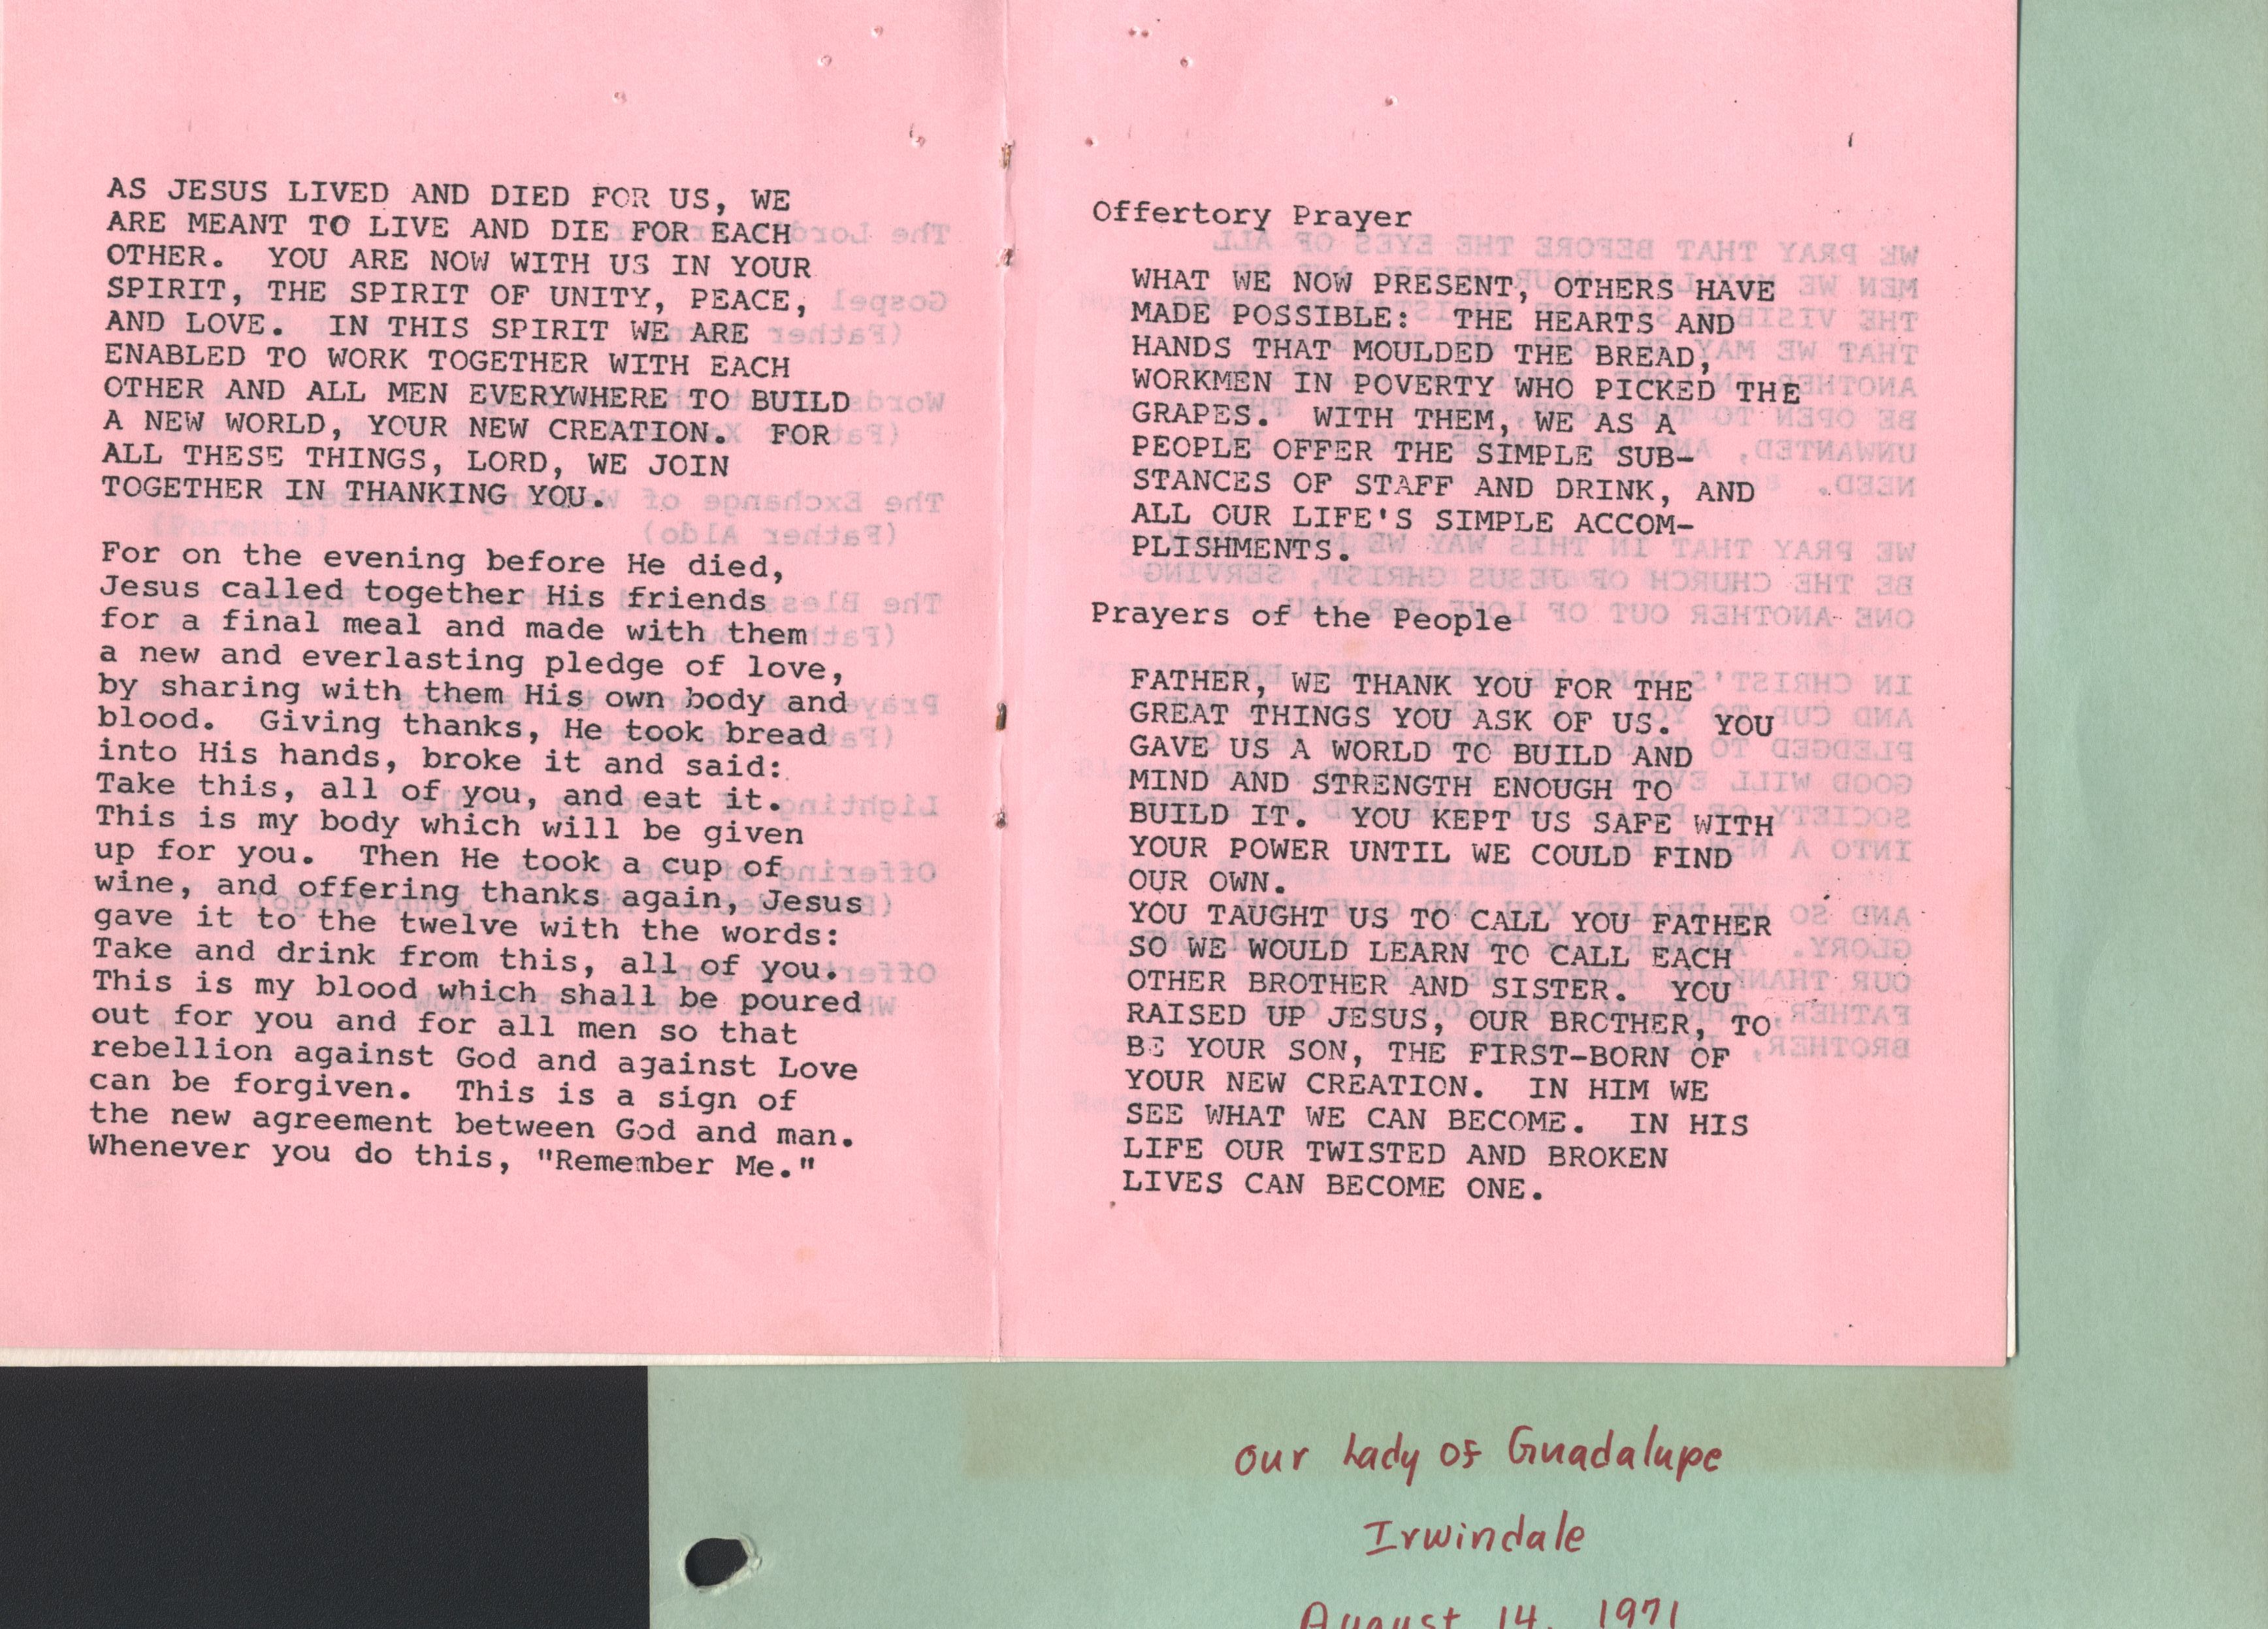 AS JESUS LIVED AND DIED FOR US, WE
ARE MEANT TO LIVE AND DIE FOR EACH
OTHER.  YOU ARE NOW WITH US IN YOUR
SPIRIT, THE SPIRIT OF UNITY, PEACE,
AND LOVE.  IN THIS SPIRIT WE ARE
ENABLED TO WORK TOGETHER WITH EACH
OTHER AND ALL MEN EVERYWHERE TO BUILD
A NEW WORLD, YOUR NEW CREATION.  FOR
ALL THESE THINGS, LORD, WE JOIN
TOGETHER IN THANKING YOU.
For on the evening before He died,
Jesus called together His friends
for a final meal and made with them
a new and everlasting pledge of love,
by sharing with them His own body and
blood.  Giving thanks, He took bread
into His hands, broke it and said:
Take this, all of you, and eat it.
This is my body which will be given
up for you.  Then He took a cup of
wine, and offering thanks again, Jesus
gave it to the twelve with the words:
Take and drink from this, all of you.
This is my blood which shall be poured
out for you and for all men so that
rebellion against God and against Love
can be forgiven.  This is a sign of
the new agreement between God and man.
Whenever you do this, "Remember Me."
Offertory Prayer
WHAT WE NOW PRESENT, OTHERS HAVE
MADE POSSIBLE:  THE HEARTS AND
HANDS THAT MOULDED THE BREAD,
WORKMEN IN POVERTY WHO PICKED THE
GRAPES.  WITH THEM, WE AS A
PEOPLE OFFER THE SIMPLE SUB-
STANCES OF STAFF AND DRINK, AND
ALL OUR LIFE'S SIMPLE ACCOM-
PLISHMENTS.
Prayers of the People
FATHER, WE THANK YOU FOR THE
GREAT THINGS YOU ASK OF US.  YOU
GAVE US A WORLD TO BUILD AND
MIND AND STRENGTH ENOUGH TO
BUILD IT.  YOU KEPT US SAFE WITH
YOUR POWER UNTIL WE COULD FIND
OUR OWN.
YOU TAUGHT US TO CALL YOU FATHER
SO WE WOULD LEARN TO CALL EACH
OTHER BROTHER AND SISTER.  YOU
RAISED UP JESUS, OUR BROTHER, TO
BE YOUR SON, THE FIRST-BORN OF
YOUR NEW CREATION.  IN HIM WE
SEE WHAT WE CAN BECOME.  IN HIS
LIFE OUR TWISTED AND BROKEN
LIVES CAN BECOME ONE.
Our Lady of Guadalupe
Irwindale
August 14, 1971